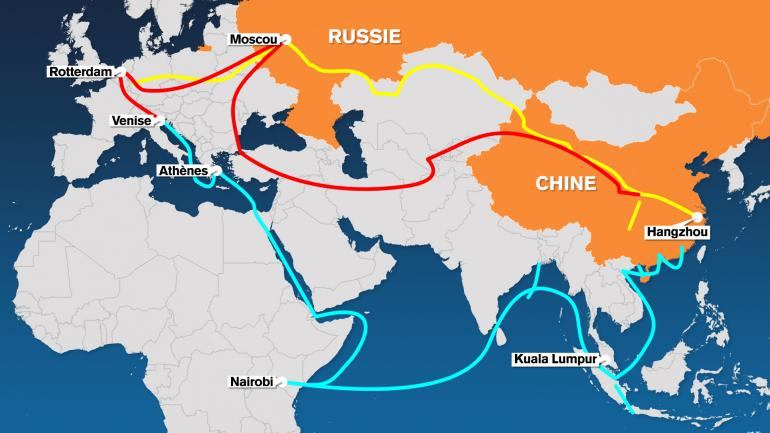 Moscou
RUSSIE
Rotterdam
Venise
Athènes
CHINE
Hangzhou
Kuala Lumpur
Nairobi